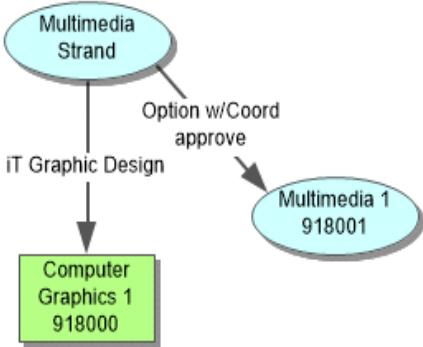 Multimedia
Strand
Option w/Coord
approve
iT Graphic Design
Multimedia 1
918001
Computer
Graphics 1
918000